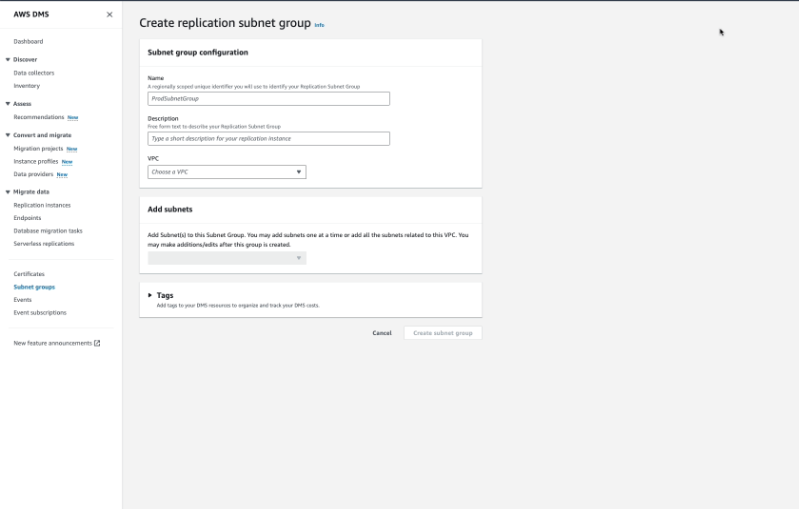 AWS DMS
Dashboard
Discover
Data collectors
Inventory
Assess
Recommendations New
Convert and migrate
Migration projects New
Instance profiles New
Data providers New
Migrate data
Replication instances
Endpoints
Database migration tasks
Serverless replications
Certificates
Subnet groups
Events
Event subscriptions
New feature announcements
Create replication subnet group Info
Subnet group configuration
Name
A regionally scoped unique identifier you will use to identify your Replication Subnet Group
ProdSubnetGroup
Description
Free form text to describe your Replication Subnet Group
Type a short description for your replication instance
VPC
Choose a VPC
Add subnets
Add Subnet(s) to this Subnet Group. You may add subnets one at a time or add all the subnets related to this VPC. You
may make additions/edits after this group is created.
Tags
Add tags to your DMS resources to organize and track your DMS costs.
Cancel
Create subnet group